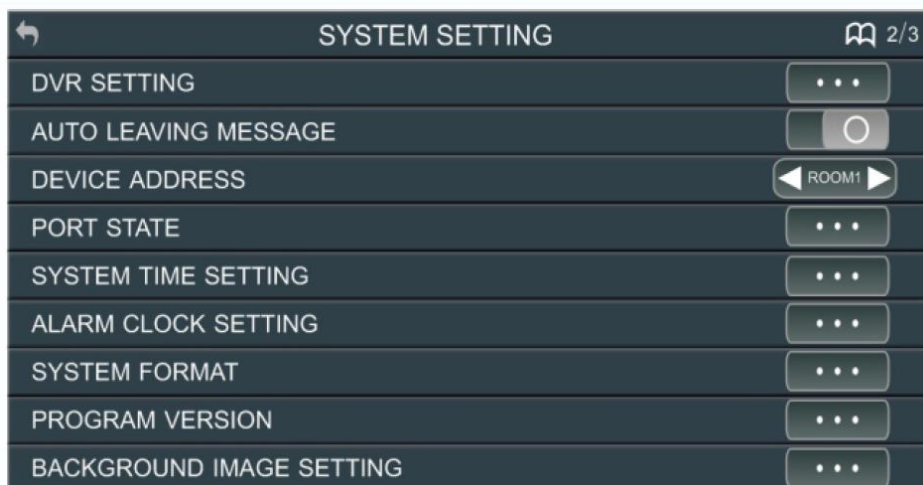 SYSTEM SETTING 2/3
DVR SETTING
AUTO LEAVING MESSAGE
DEVICE ADDRESS ROOM1
PORT STATE
SYSTEM TIME SETTING
ALARM CLOCK SETTING
SYSTEM FORMAT
PROGRAM VERSION
BACKGROUND IMAGE SETTING